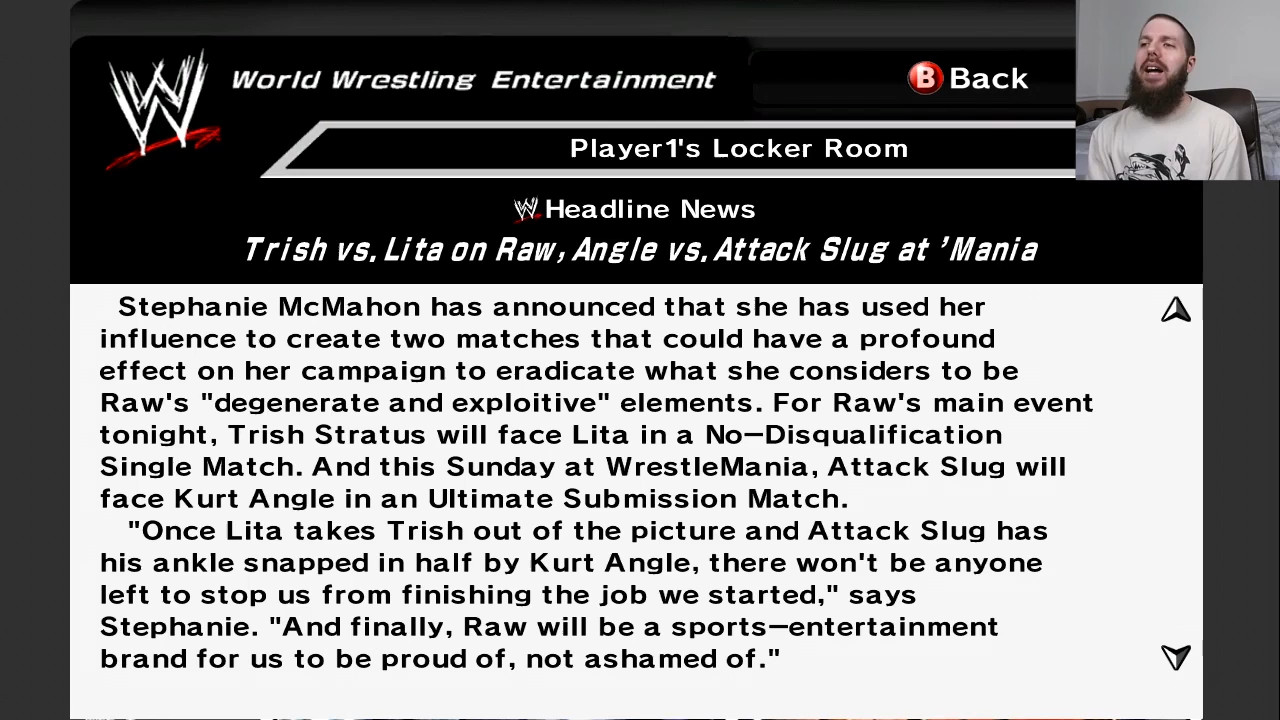 World Wrestling Entertainment
B Back
Player1's Locker Room
W Headline News
Trish vs. Lita on Raw, Angle vs. Attack Slug at 'Mania
Stephanie McMahon has announced that she has used her
influence to create two matches that could have a profound
effect on her campaign to eradicate what she considers to be
Raw's "degenerate and exploitive" elements. For Raw's main event
tonight, Trish Stratus will face Lita in a No-Disqualification
Single Match. And this Sunday at WrestleMania, Attack Slug will
face Kurt Angle in an Ultimate Submission Match.
"Once Lita takes Trish out of the picture and Attack Slug has
his ankle snapped in half by Kurt Angle, there won't be anyone
left to stop us from finishing the job we started," says
Stephanie. "And finally, Raw will be a sports-entertainment
brand for us to be proud of, not ashamed of."